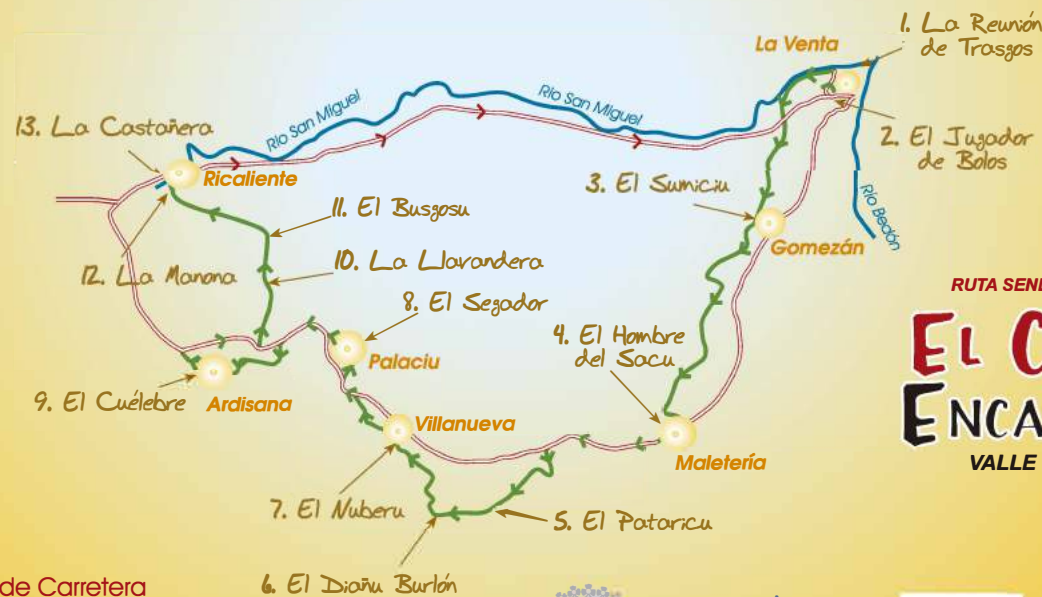 1. La Reunión
de Trasgos
La Venta
Río San Miguel
Río San Miguel
13. La Castañera
2. El Jugador
de Bolos
Ricaliente
3. El Sumiciu
Río Bedón
11. El Busgosu
Gomezán
12. La Manona
10. La Llavandera
RUTA SEND
8. El Segador
4. El Hombre
del Sacu
EL C
ENCA
VALLE
Palaciu
9. El Cuélebre
Ardisana
Villanueva
Maletería
7. El Nuberu
5. El Pataricu
6. El Diañu Burlón
de Carretera